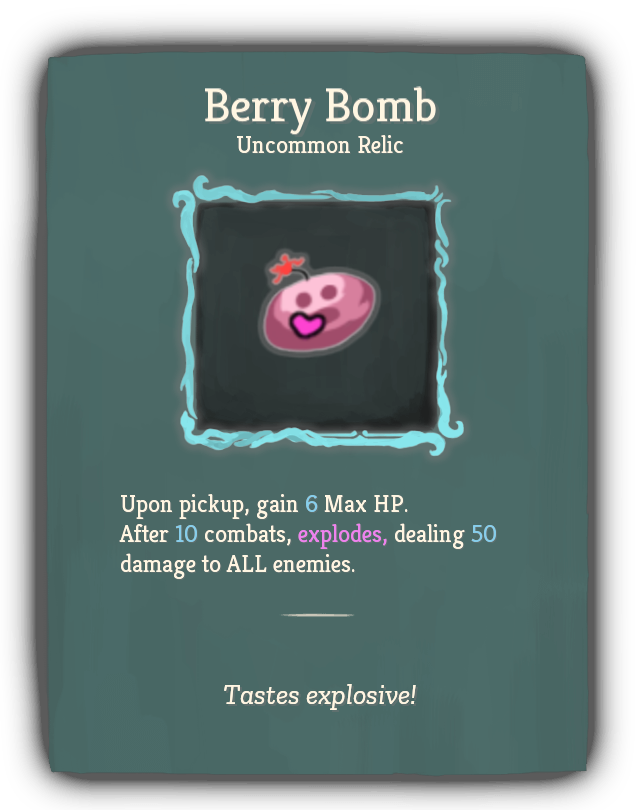 Berry Bomb
Uncommon Relic
Upon pickup, gain 6 Max HP.
After 10 combats, explodes, dealing 50
damage to ALL enemies.
Tastes explosive!